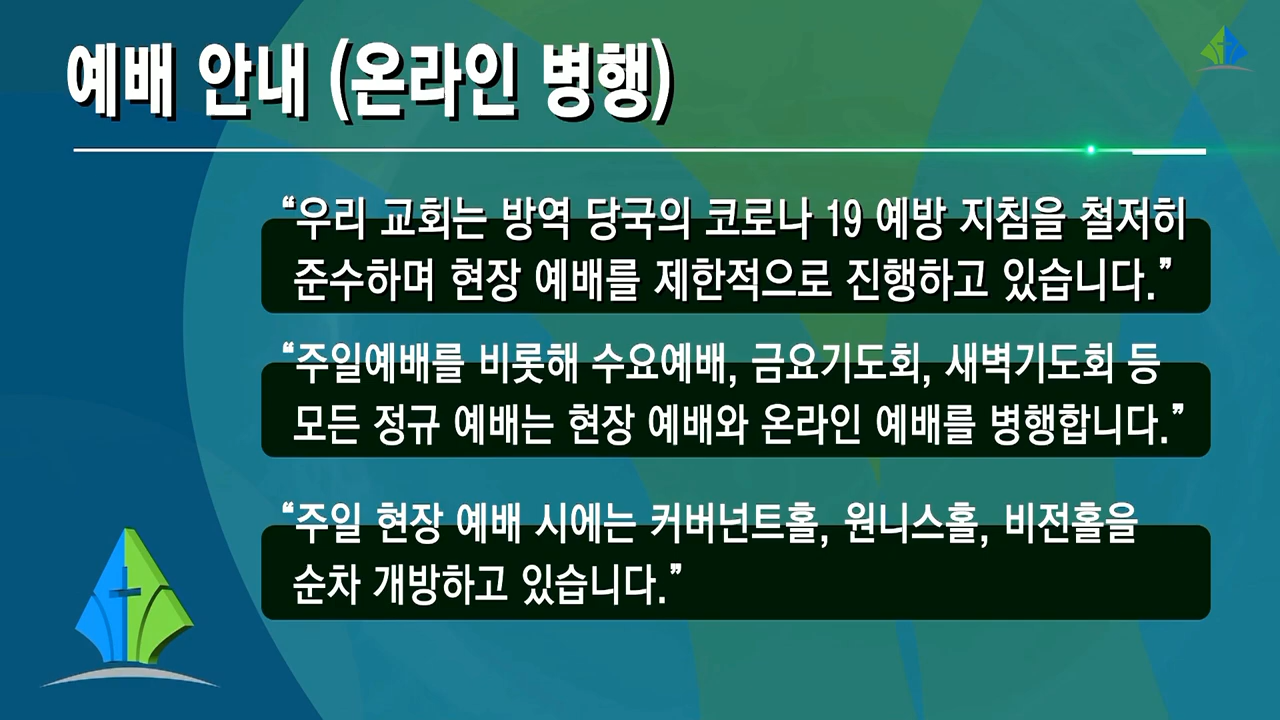 예배 안내 (온라인 병행)
“우리 교회는 방역 당국의 코로나 19 예방 지침을 철저히
준수하며 현장 예배를 제한적으로 진행하고 있습니다.”
“주일예배를 비롯해 수요예배, 금요기도회, 새벽기도회 등
모든 정규 예배는 현장 예배와 온라인 예배를 병행합니다.”
“주일 현장 예배 시에는 커버넌트홀, 원니스홀, 비전홀을
순차 개방하고 있습니다.”